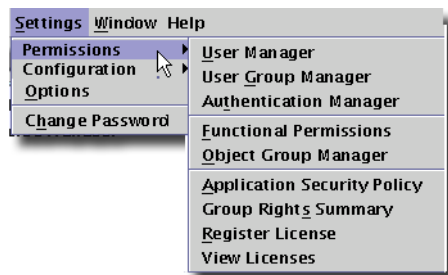 Settings Window Help
Permissions
Configuration
Options
Change Password
User Manager
User Group Manager
Authentication Manager
Functional Permissions
Object Group Manager
Application Security Policy
Group Rights Summary
Register License
View Licenses